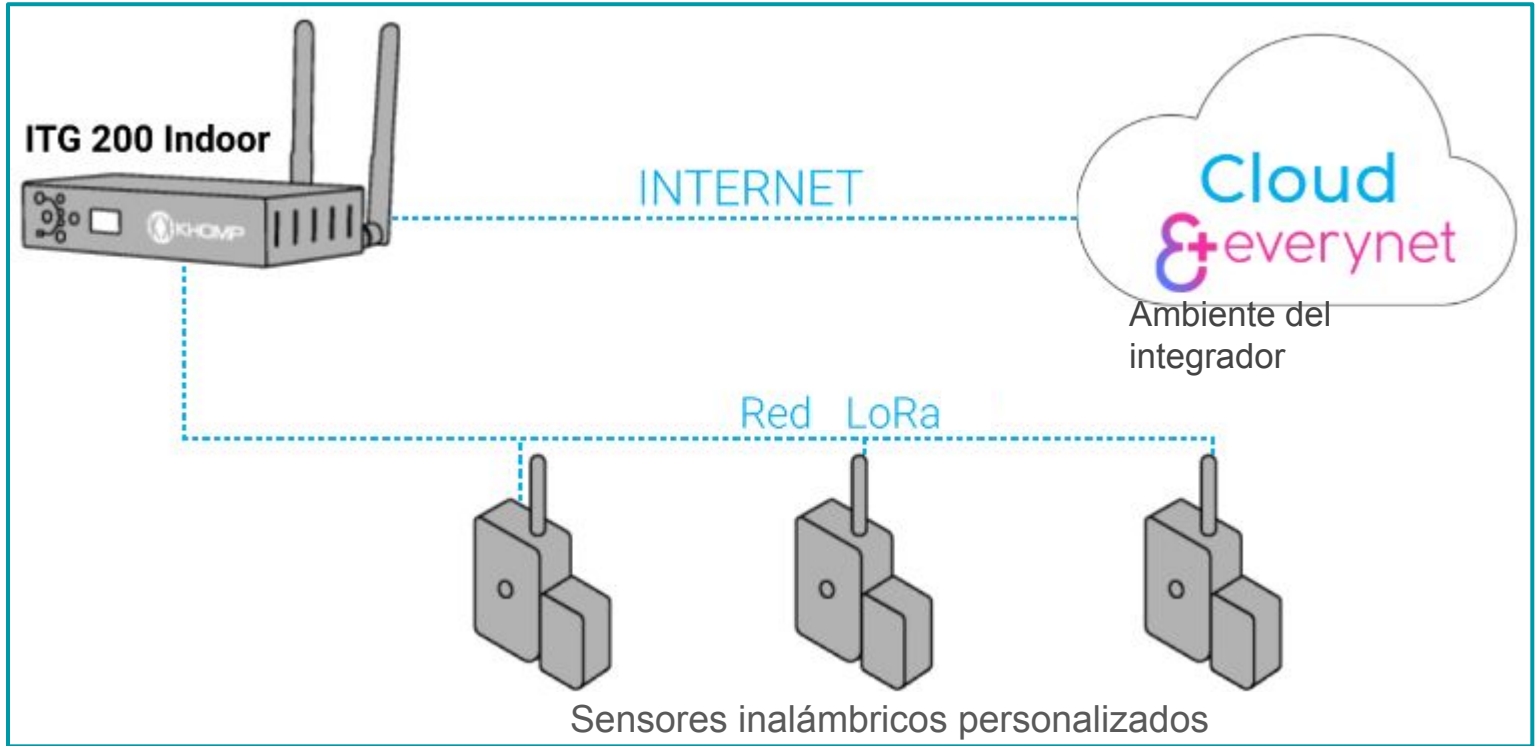 ITG 200 Indoor
KHOMP
INTERNET
Cloud
everynet
Ambiente del
integrador
Red LoRa
Sensores inalámbricos personalizados